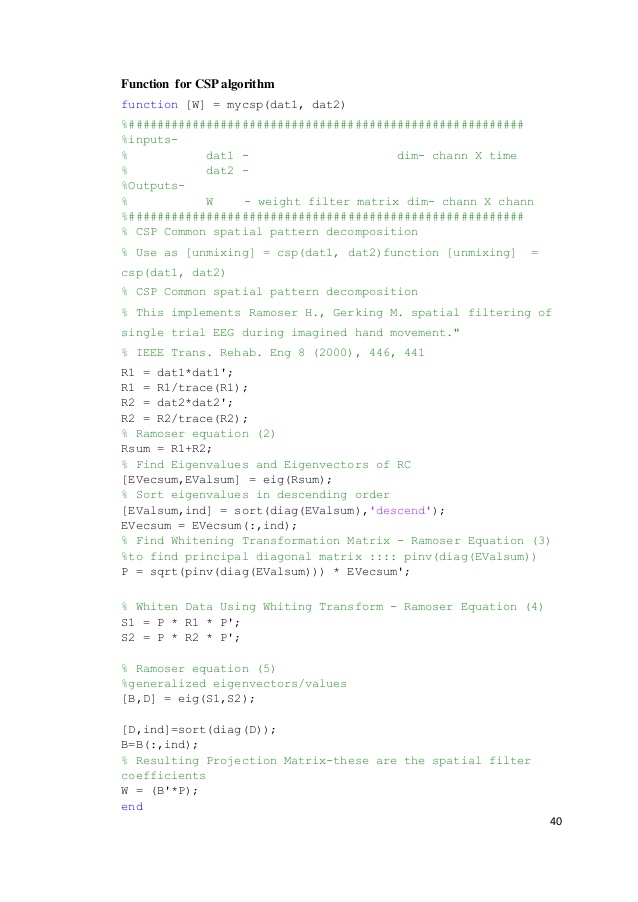 Function for CSP algorithm
function [W] = mycsp(dat1, dat2)
%########################################################
%inputs-
% dat1 - dim- chann X time
% dat2 -
%Outputs-
% W - weight filter matrix dim- chann X chann
%########################################################
% CSP Common spatial pattern decomposition
% Use as [unmixing] = csp(dat1, dat2)function [unmixing] =
csp(dat1, dat2)
% CSP Common spatial pattern decomposition
% This implements Ramoser H., Gerking M. spatial filtering of
single trial EEG during imagined hand movement."
% IEEE Trans. Rehab. Eng 8 (2000), 446, 441
R1 = dat1*dat1';
R1 = R1/trace(R1);
R2 = dat2*dat2';
R2 = R2/trace(R2);
% Ramoser equation (2)
Rsum = R1+R2;
% Find Eigenvalues and Eigenvectors of RC
[EVecsum,EValsum] = eig(Rsum);
% Sort eigenvalues in descending order
[EValsum,ind] = sort(diag(EValsum),'descend');
EVecsum = EVecsum(:,ind);
% Find Whitening Transformation Matrix - Ramoser Equation (3)
%to find principal diagonal matrix :::: pinv(diag(EValsum))
P = sqrt(pinv(diag(EValsum))) * EVecsum';
% Whiten Data Using Whiting Transform - Ramoser Equation (4)
S1 = P * R1 * P';
S2 = P * R2 * P';
% Ramoser equation (5)
%generalized eigenvectors/values
[B,D] = eig(S1,S2);
[D,ind]=sort(diag(D));
B=B(:,ind);
% Resulting Projection Matrix-these are the spatial filter
coefficients
W = (B'*P);
end
40